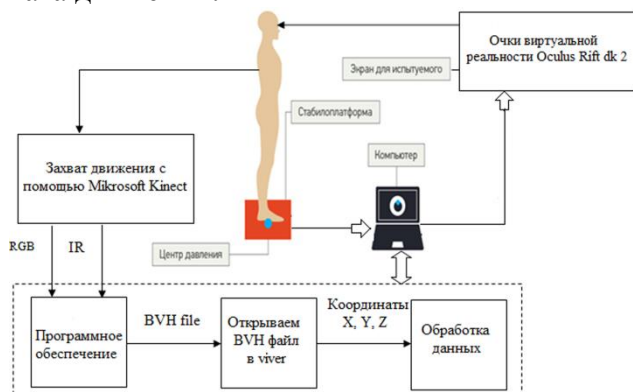 Очки виртуальной
реальности Oculus Rift dk 2
Экран для испытуемого
Стабилоплатформа
Захват движения с
помощью Mikrosoft Kinect
Компьютер
RGB
IR
Центр давления
Программное
обеспечение
BVH file
Открываем
BVH файл
в viver
Координаты
X, Y, Z
Обработка
данных